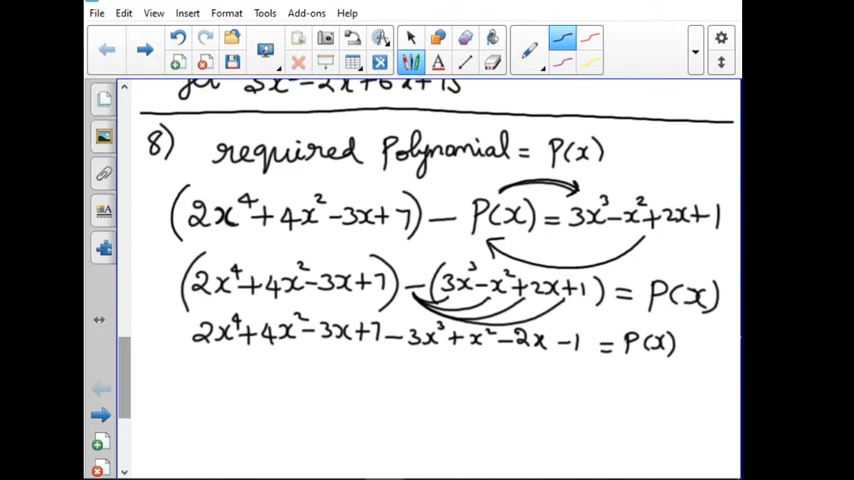 File Edit View Insert Format Tools Add-ons Help
8) required Polynomial = P(x)
(2x⁴+4x²-3x+7) - P(x) = 3x³-x²+2x+1
(2x⁴+4x²-3x+7) -(3x³-x²+2x+1) = P(x)
2x⁴+4x²-3x+7-3x³+x²-2x-1 = P(x)